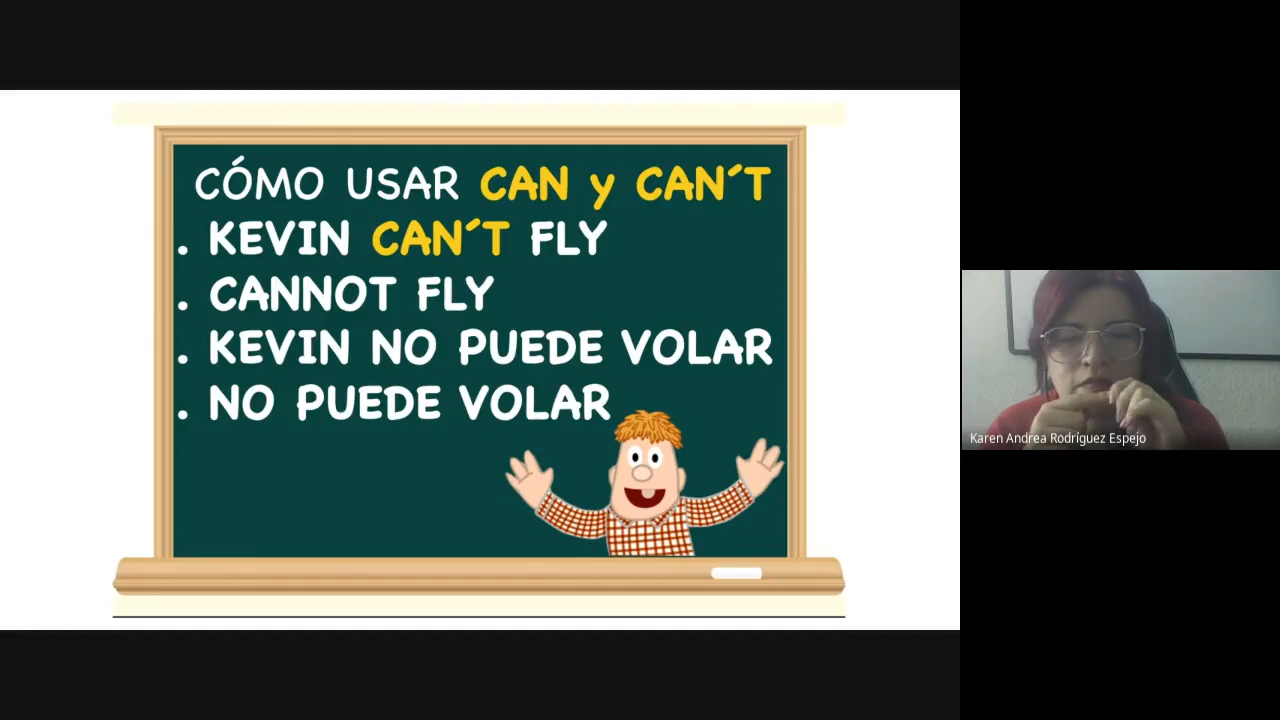 CÓMO USAR CAN y CAN´T
. KEVIN CAN´T FLY
. CANNOT FLY
. KEVIN NO PUEDE VOLAR
. NO PUEDE VOLAR
Karen Andrea Rodríguez Espejo